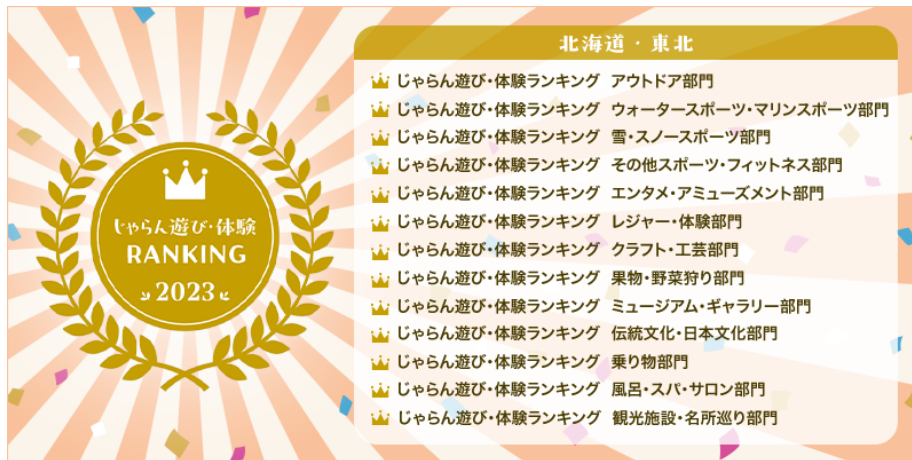 じゃらん遊び・体験
RANKING
2023
北海道・東北
じゃらん遊び・体験ランキング アウトドア部門
じゃらん遊び・体験ランキング ウォータースポーツ・マリンスポーツ部門
じゃらん遊び・体験ランキング 雪・スノースポーツ部門
じゃらん遊び・体験ランキング その他スポーツ・フィットネス部門
じゃらん遊び・体験ランキング エンタメ・アミューズメント部門
じゃらん遊び・体験ランキング レジャー・体験部門
じゃらん遊び・体験ランキング クラフト・工芸部門
じゃらん遊び・体験ランキング 果物・野菜狩り部門
じゃらん遊び・体験ランキング ミュージアム・ギャラリー部門
じゃらん遊び・体験ランキング 伝統文化・日本文化部門
じゃらん遊び・体験ランキング 乗り物部門
じゃらん遊び・体験ランキング 風呂・スパ・サロン部門
じゃらん遊び・体験ランキング 観光施設・名所巡り部門